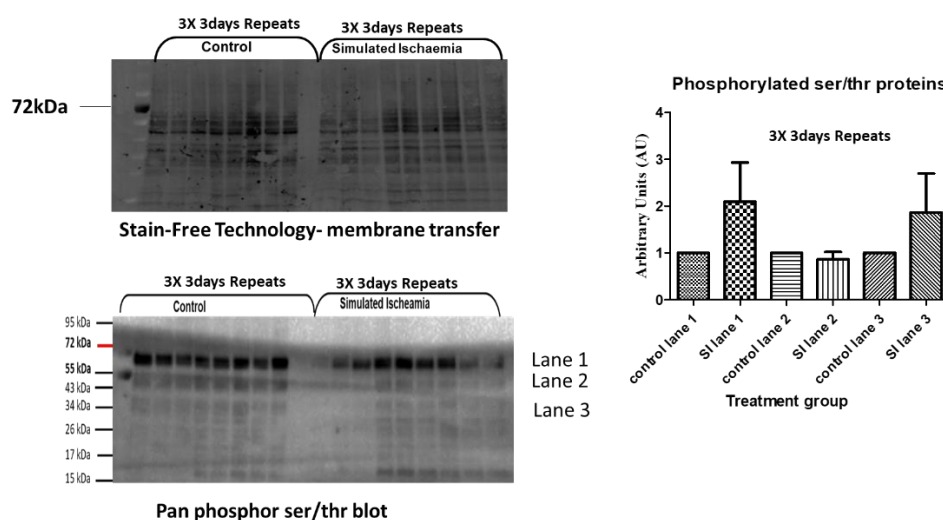 3X 3days Repeats
Control
3X 3days Repeats
Simulated Ischaemia
72kDa
Stain-Free Technology- membrane transfer
3X 3days Repeats
Control
3X 3days Repeats
Simulated Ischeamia
95 kDa
72 kDa
55 kDa
43 kDa
34 kDa
26 kDa
17 kDa
15 kDa
Lane 1
Lane 2
Lane 3
Pan phosphor ser/thr blot
Phosphorylated ser/thr proteins
3X 3days Repeats
Arbitrary Units (AU)
4
3
2
1
0
control lane 1
SI lane 1
control lane 2
SI lane 2
control lane 3
SI lane 3
Treatment group